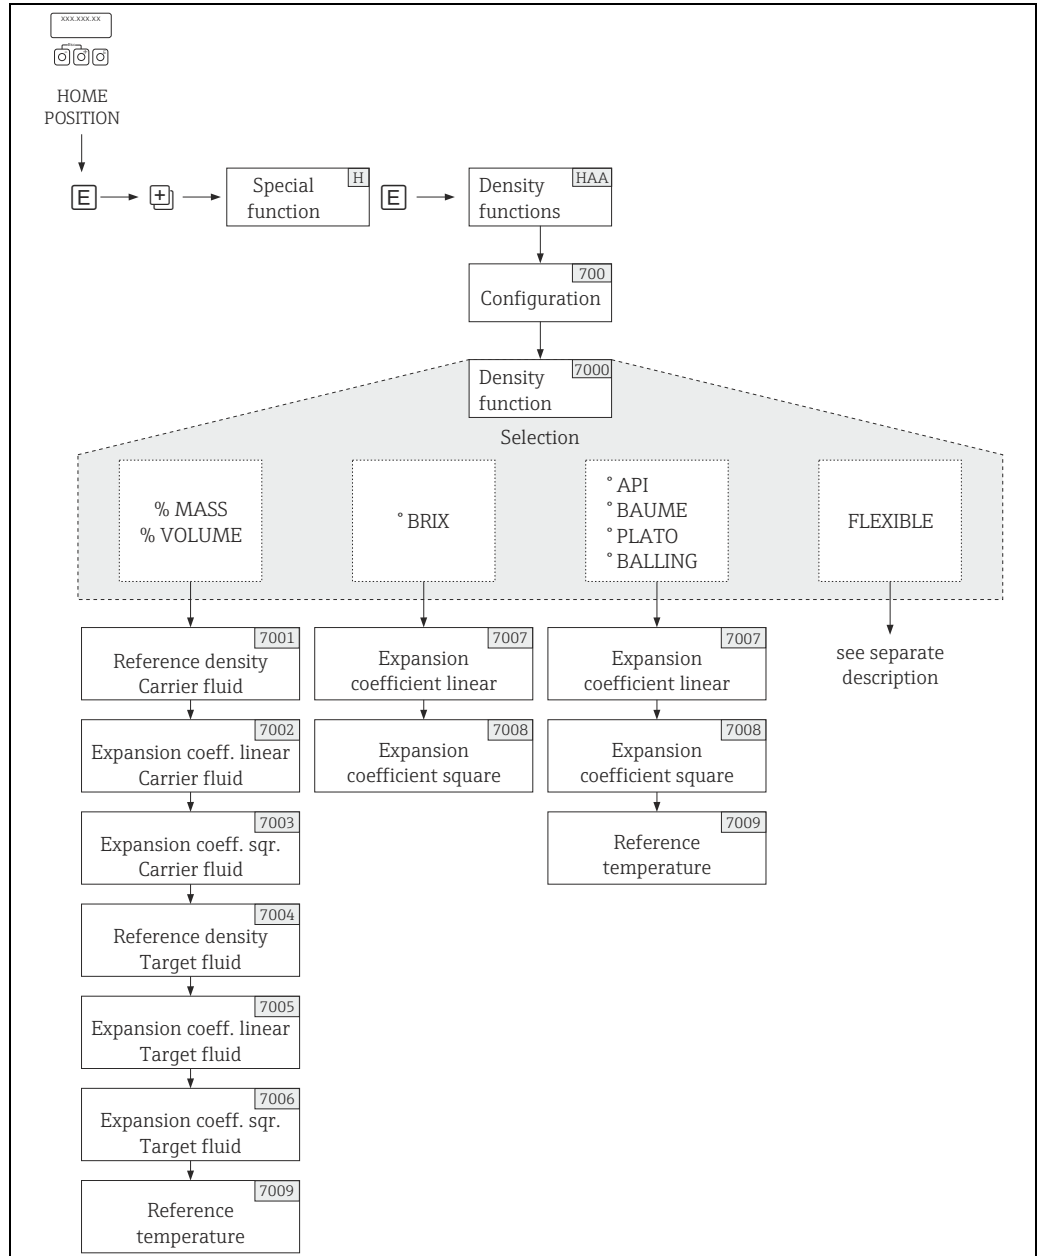 xxx.xxx.xx
HOME
POSITION
E
+
H
Special
function
E
HAA
Density
functions
700
Configuration
7000
Density
function
Selection
% MASS
% VOLUME
° BRIX
° API
° BAUME
° PLATO
° BALLING
FLEXIBLE
7001
Reference density
Carrier fluid
7002
Expansion coeff. linear
Carrier fluid
7003
Expansion coeff. sqr.
Carrier fluid
7004
Reference density
Target fluid
7005
Expansion coeff. linear
Target fluid
7006
Expansion coeff. sqr.
Target fluid
7009
Reference
temperature
7007
Expansion
coefficient linear
7008
Expansion
coefficient square
7007
Expansion
coefficient linear
7008
Expansion
coefficient square
7009
Reference
temperature
see separate
description